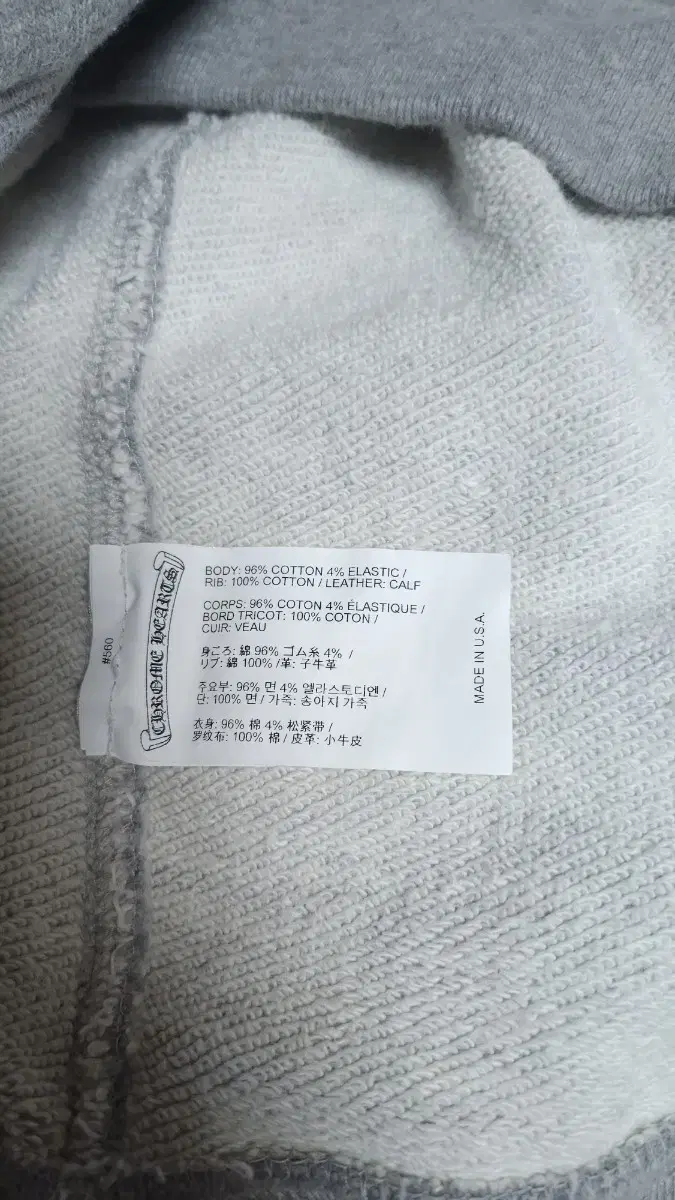 #560
CHROME HEARTS
BODY: 96% COTTON 4% ELASTIC /
RIB: 100% COTTON / LEATHER: CALF
CORPS: 96% COTON 4% ÉLASTIQUE /
BORD TRICOT: 100% COTON /
CUIR: VEAU
身ごろ: 綿 96% ゴム糸 4% /
リブ: 綿 100% /革: 子牛革
주요부: 96% 면 4% 엘라스토디엔 /
단: 100% 면 / 가족: 송아지 가족
衣身: 96% 棉 4% 松紧带 /
罗纹布: 100% 棉 / 皮革: 小牛皮
MADE IN U.S.A.